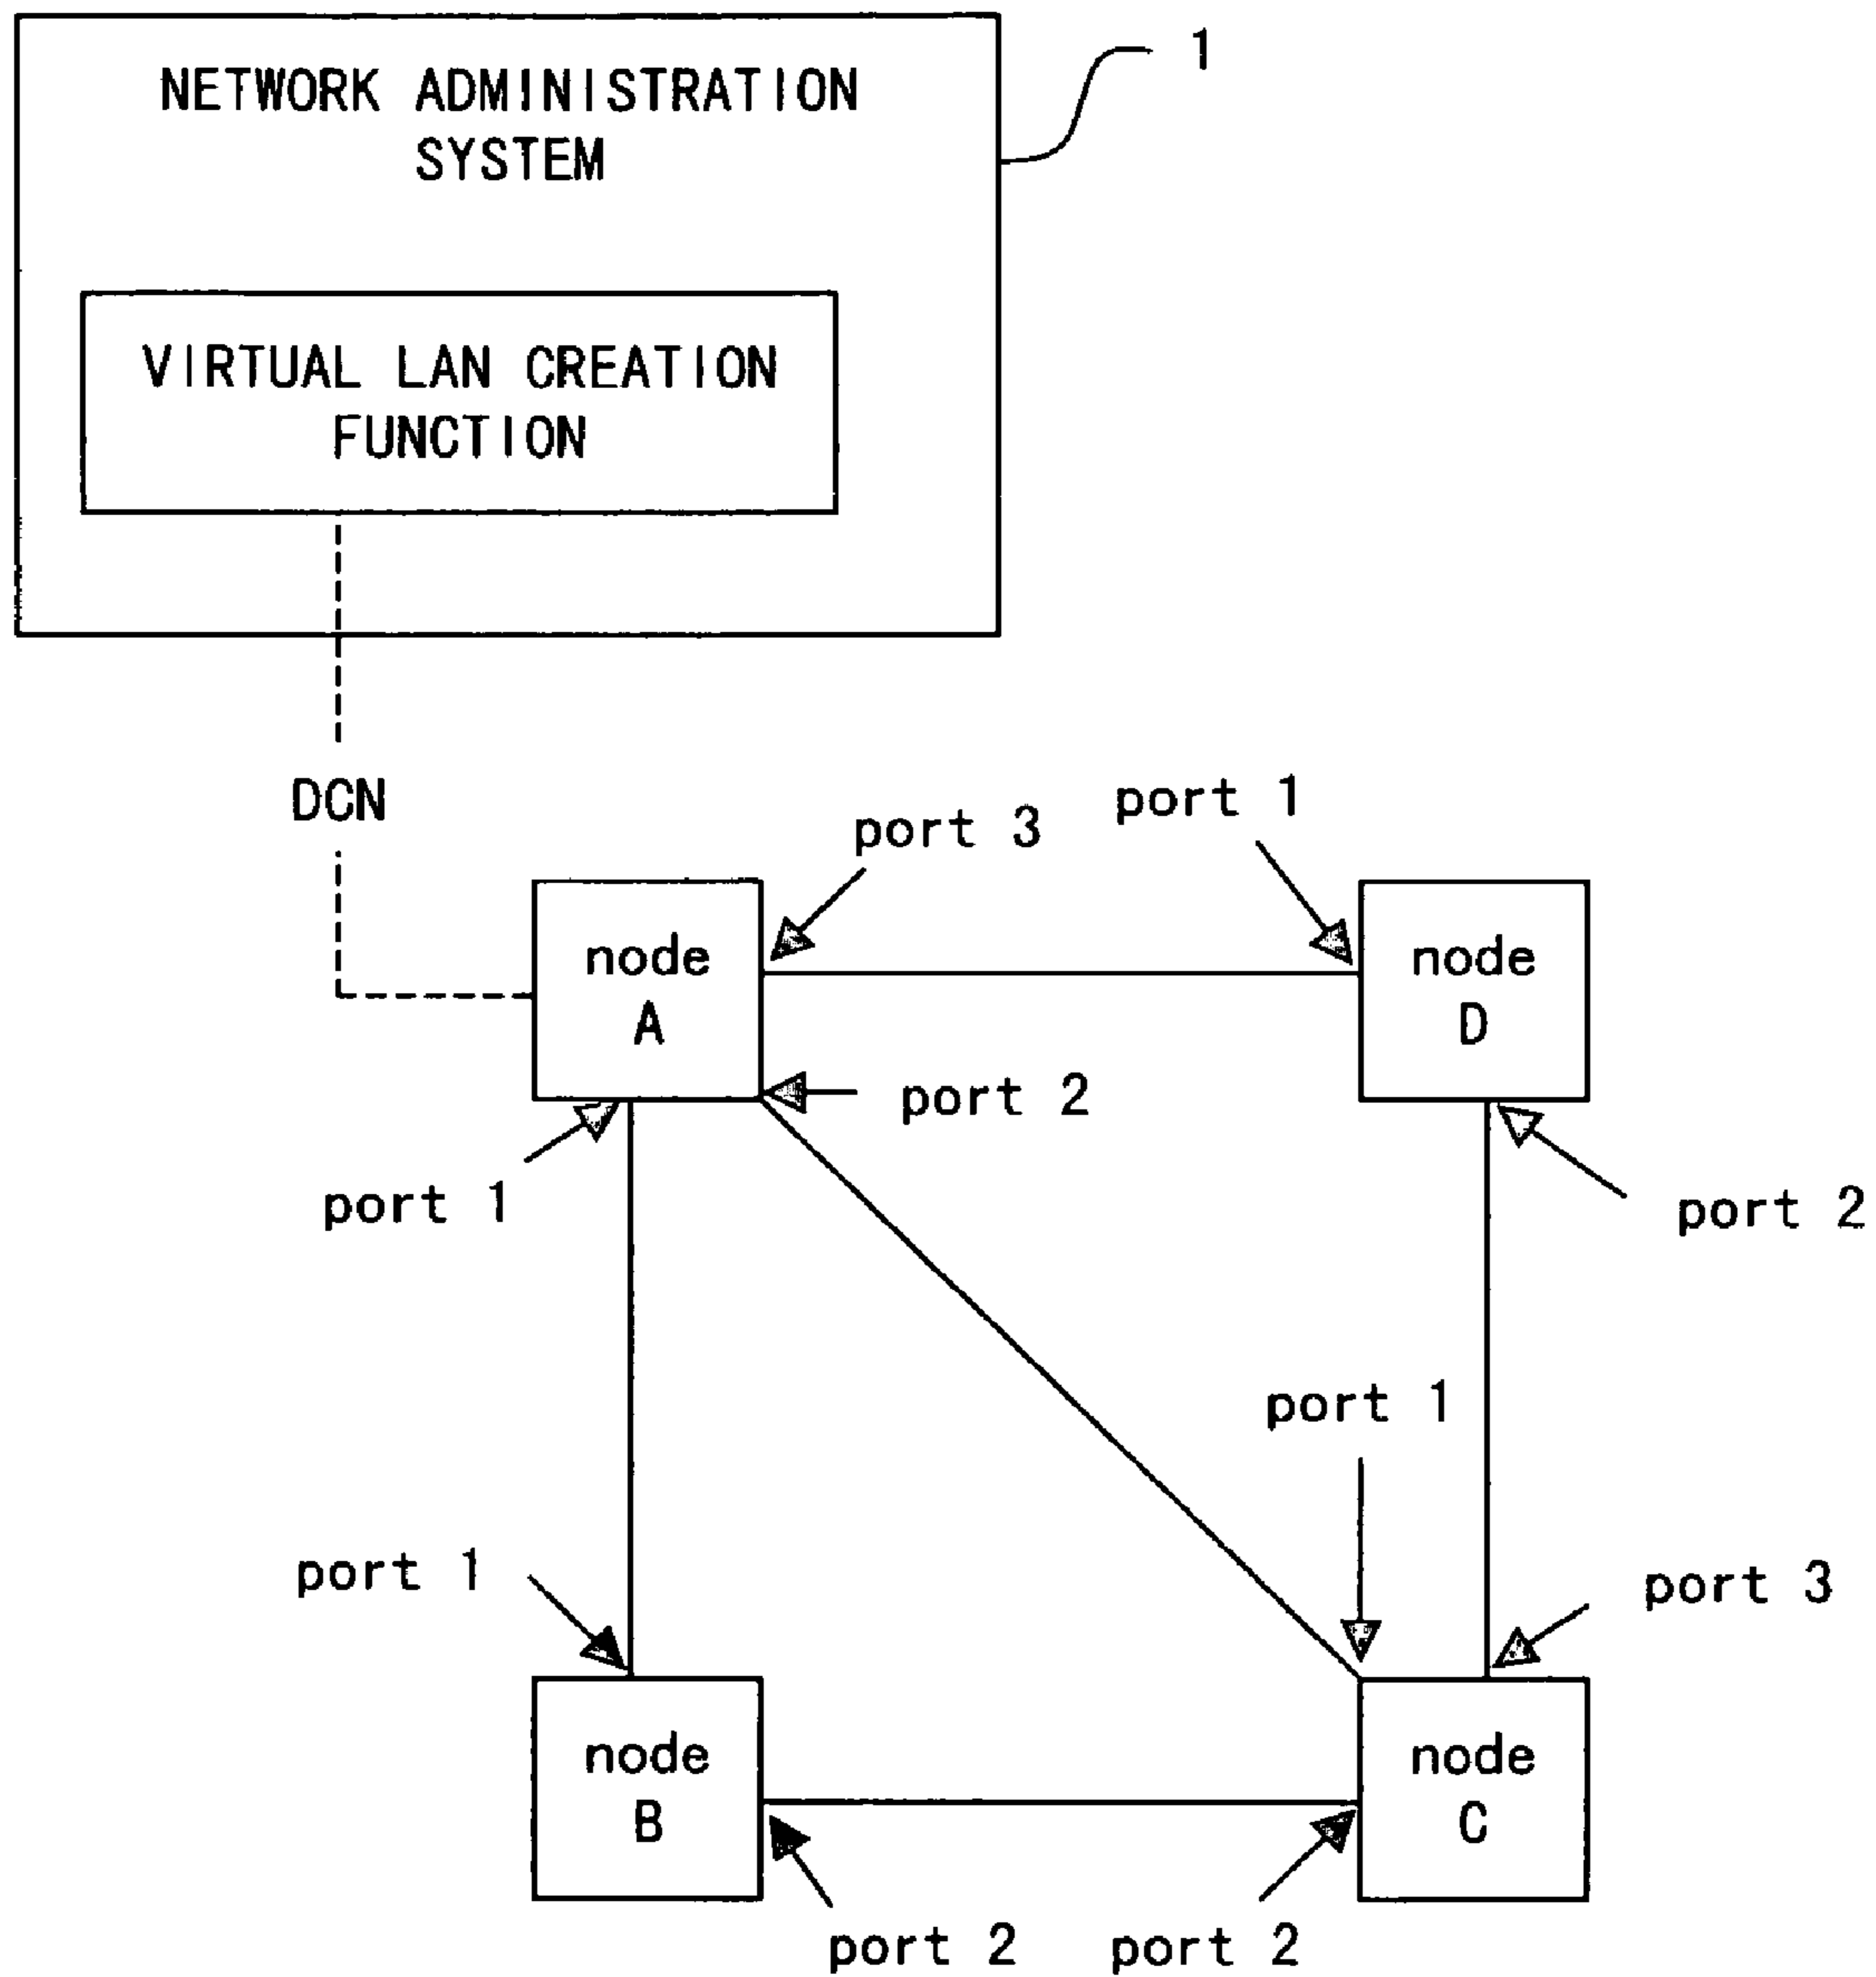 1
NETWORK ADMINISTRATION
SYSTEM
VIRTUAL LAN CREATION
FUNCTION
DCN
port 3
port 1
node
A
node
D
port 2
port 1
port 2
port 1
port 1
port 3
node
B
node
C
port 2
port 2